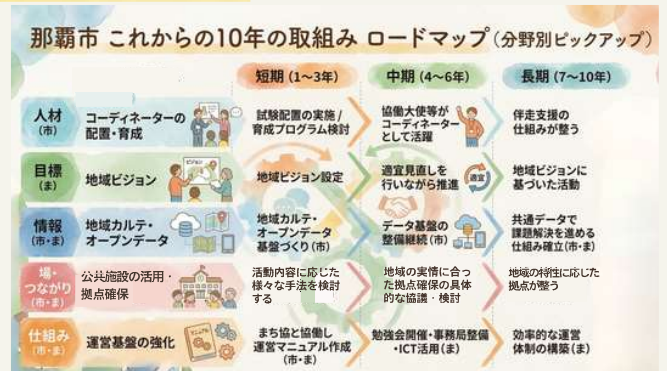 那覇市 これからの10年の取組み ロードマップ(分野別ピックアップ)
短期(1〜3年)
中期(4〜6年)
長期(7〜10年)
人材
(市)
コーディネーターの
配置・育成
試験配置の実施/
育成プログラム検討
協働大使等が
コーディネーター
として活躍
伴走支援の
仕組みが整う
目標
(ま)
地域ビジョン
ビジョン
地域ビジョン設定
適宜見直しを
行いながら推進
適宜
地域ビジョンに
基づいた活動
情報
(市・ま)
地域カルテ・
オープンデータ
地域カルテ・
オープンデータ
基盤づくり(市)
データ基盤の
整備継続(市)
共通データで
課題解決を進める
仕組み確立(市・ま)
場・
つながり
(市・ま)
公共施設の活用・
拠点確保
活動内容に応じた
様々な手法を検討
する
地域の実情に合っ
た拠点確保の具体
的な協議・検討
地域の特性に応じた
拠点が整う
仕組み
(市・ま)
運営基盤の強化
マニュアル
まち協と協働し
運営マニュアル作成
(市・ま)
勉強会開催・事務局整備
・ICT活用(ま)
効率的な運営
体制の構築(ま)